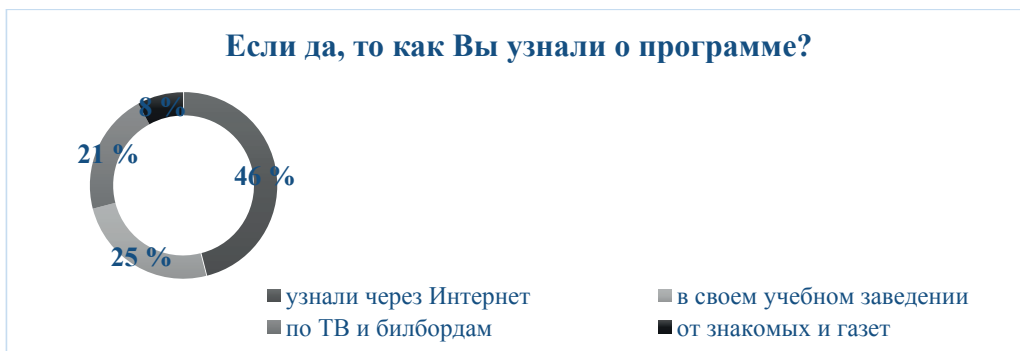 Если да, то как Вы узнали о программе?
8 %
21 %
46 %
25 %
узнали через Интернет
в своем учебном заведении
по ТВ и билбордам
от знакомых и газет